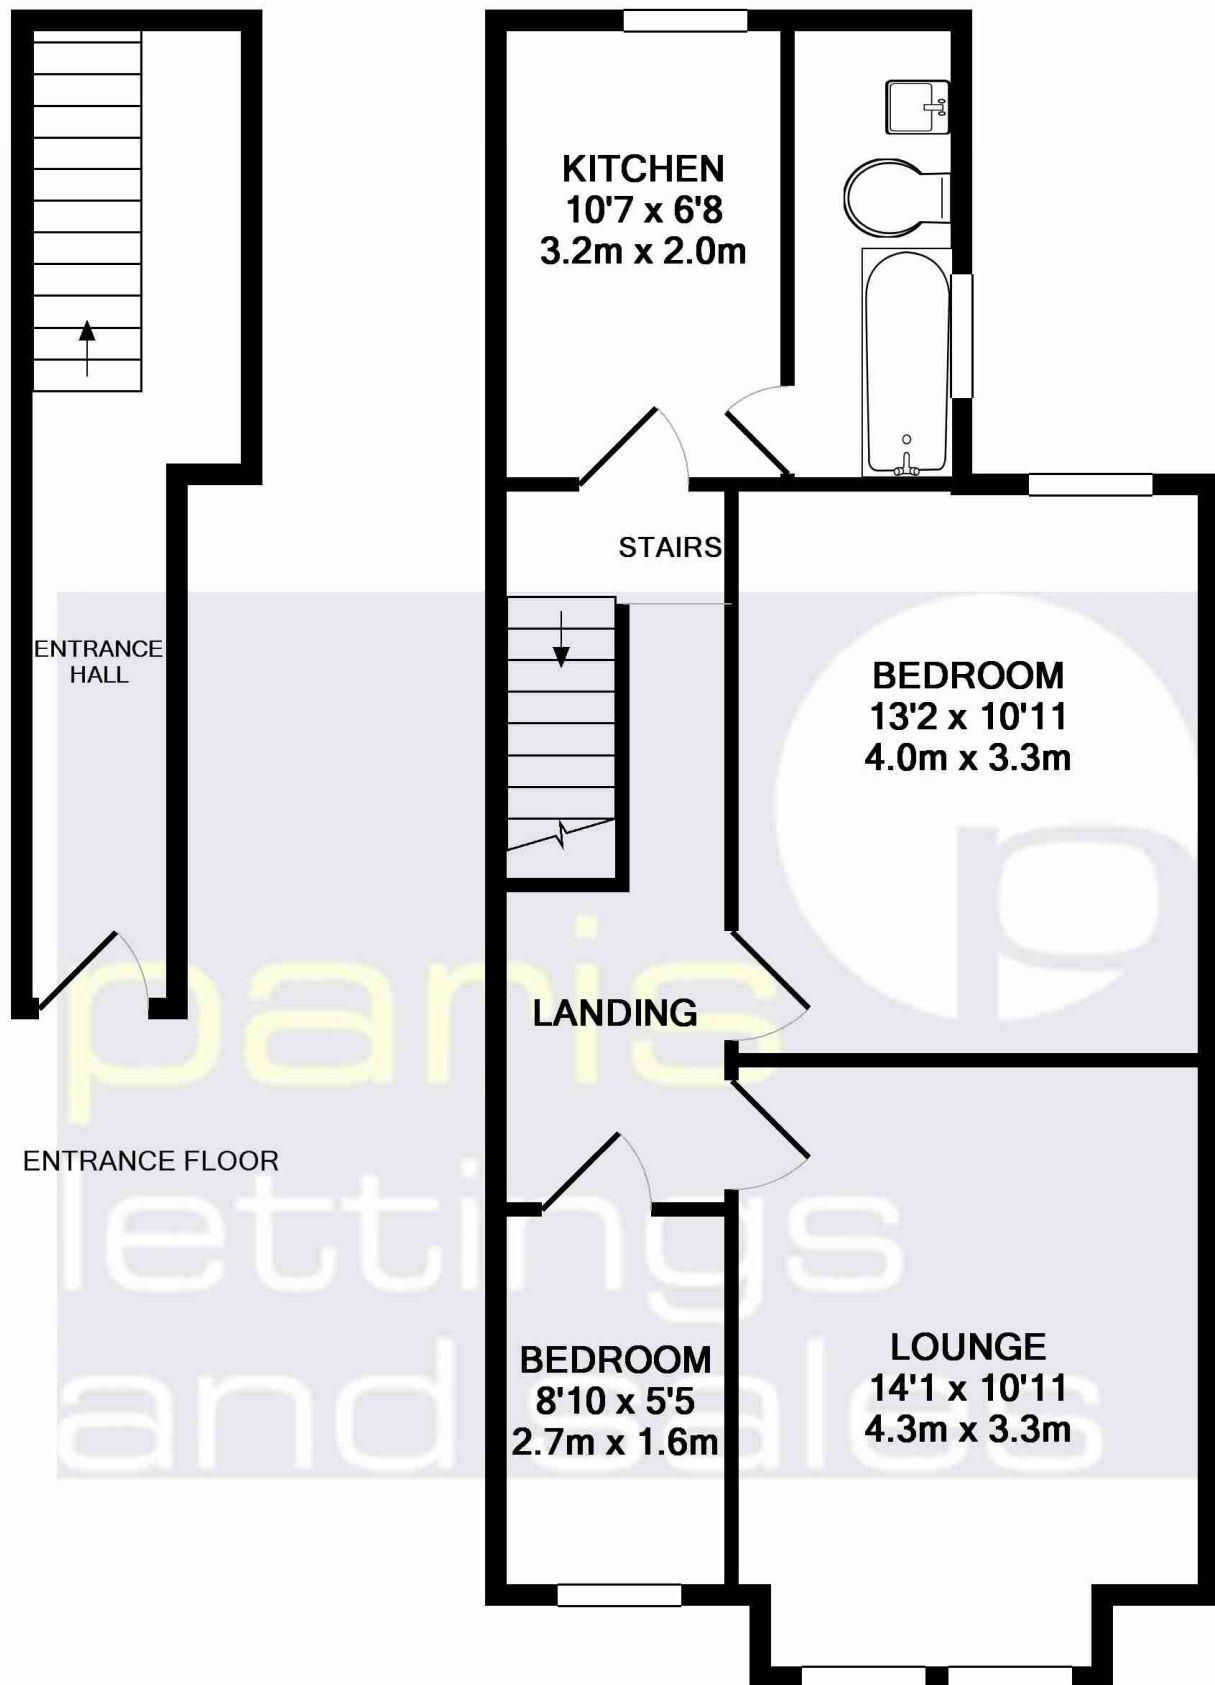 KITCHEN
10'7 x 6'8
3.2m x 2.0m
STAIRS
ENTRANCE
HALL
BEDROOM
13'2 x 10'11
4.0m x 3.3m
LANDING
ENTRANCE FLOOR
BEDROOM
8'10 x 5'5
2.7m x 1.6m
LOUNGE
14'1 x 10'11
4.3m x 3.3m
p
paris
lettings
and sales